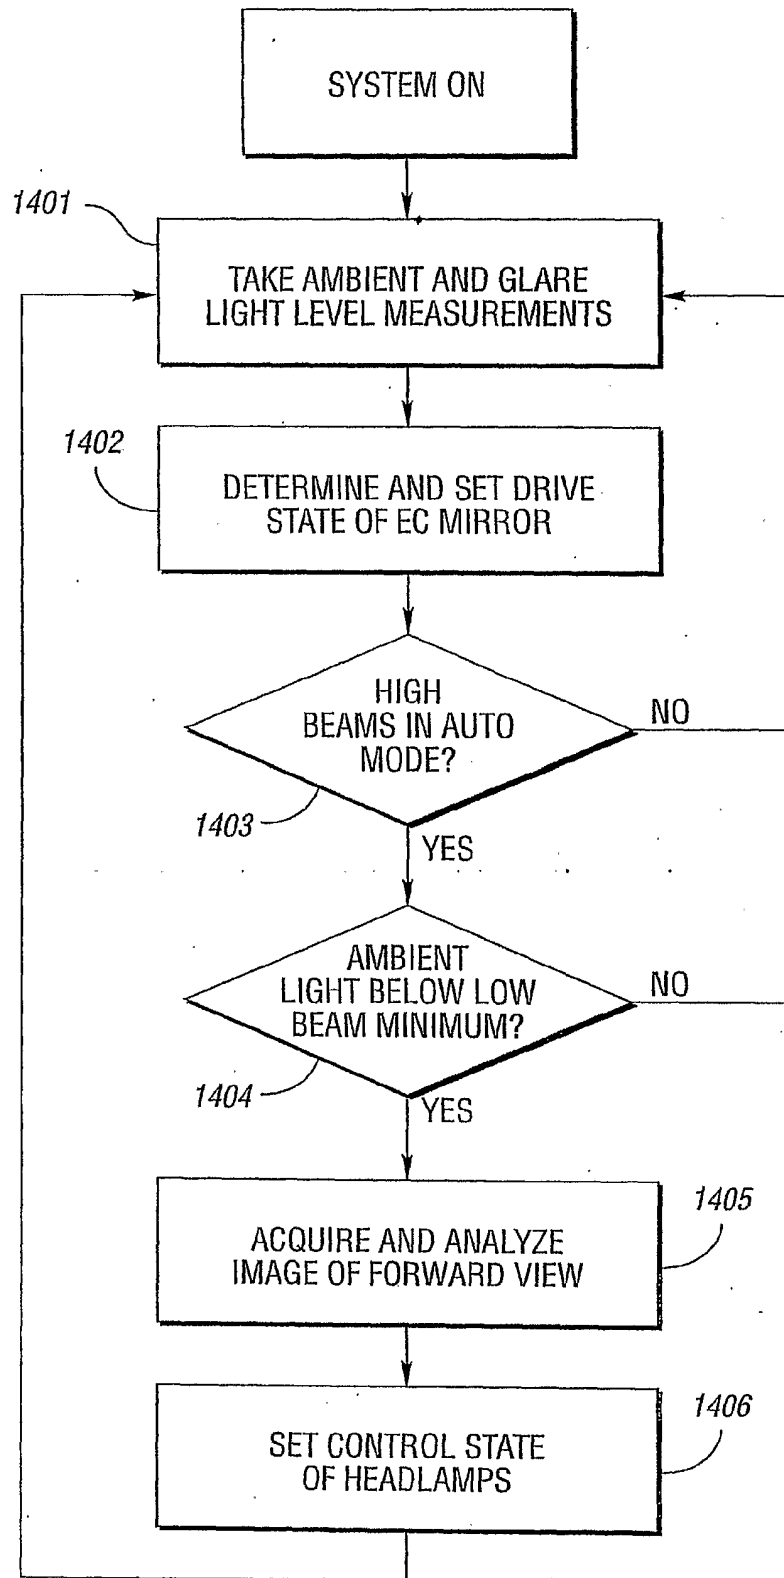 SYSTEM ON
1401
TAKE AMBIENT AND GLARE
LIGHT LEVEL MEASUREMENTS
1402
DETERMINE AND SET DRIVE
STATE OF EC MIRROR
HIGH
BEAMS IN AUTO
MODE?
NO
1403
YES
AMBIENT
LIGHT BELOW LOW
BEAM MINIMUM?
NO
1404
YES
1405
ACQUIRE AND ANALYZE
IMAGE OF FORWARD VIEW
1406
SET CONTROL STATE
OF HEADLAMPS